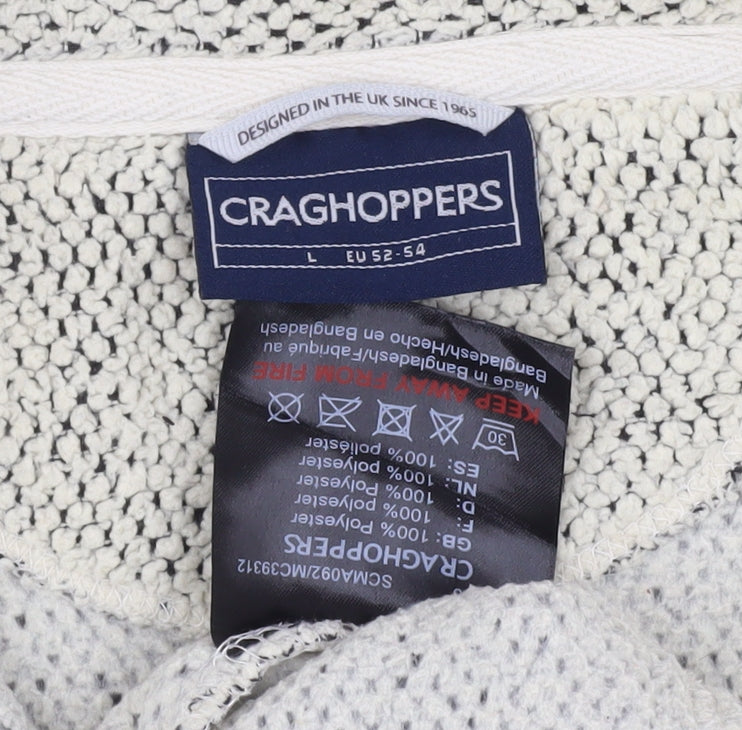 DESIGNED IN THE UK SINCE 1965
CRAGHOPPERS
L EU 52-54
SCMA092/MC39312
CRAGHOPPERS
GB: 100% Polyester
F: 100% polyester
D: 100% Polyester
NL: 100% polyester
ES: 100% poliéster
30
KEEP AWAY FROM FIRE
Made in Bangladesh/Fabriqué au
Bangladesh/Hecho en Bangladesh